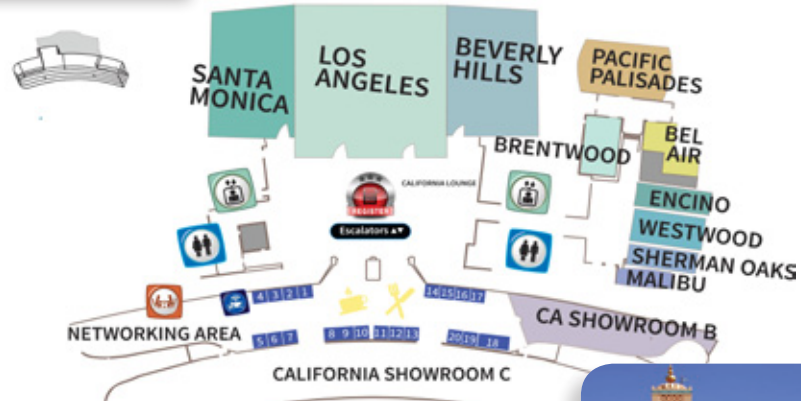 SANTA
MONICA
LOS
ANGELES
BEVERLY
HILLS
PACIFIC
PALISADES
BRENTWOOD
BEL
AIR
CALIFORNIA LOUNGE
REGISTER
Escalators ▲▼
ENCINO
WESTWOOD
SHERMAN OAKS
MALIBU
4 3 2 1
14 15 16 17
NETWORKING AREA
5 6 7
8 9 10 11 12 13
20 19 18
CA SHOWROOM B
CALIFORNIA SHOWROOM C